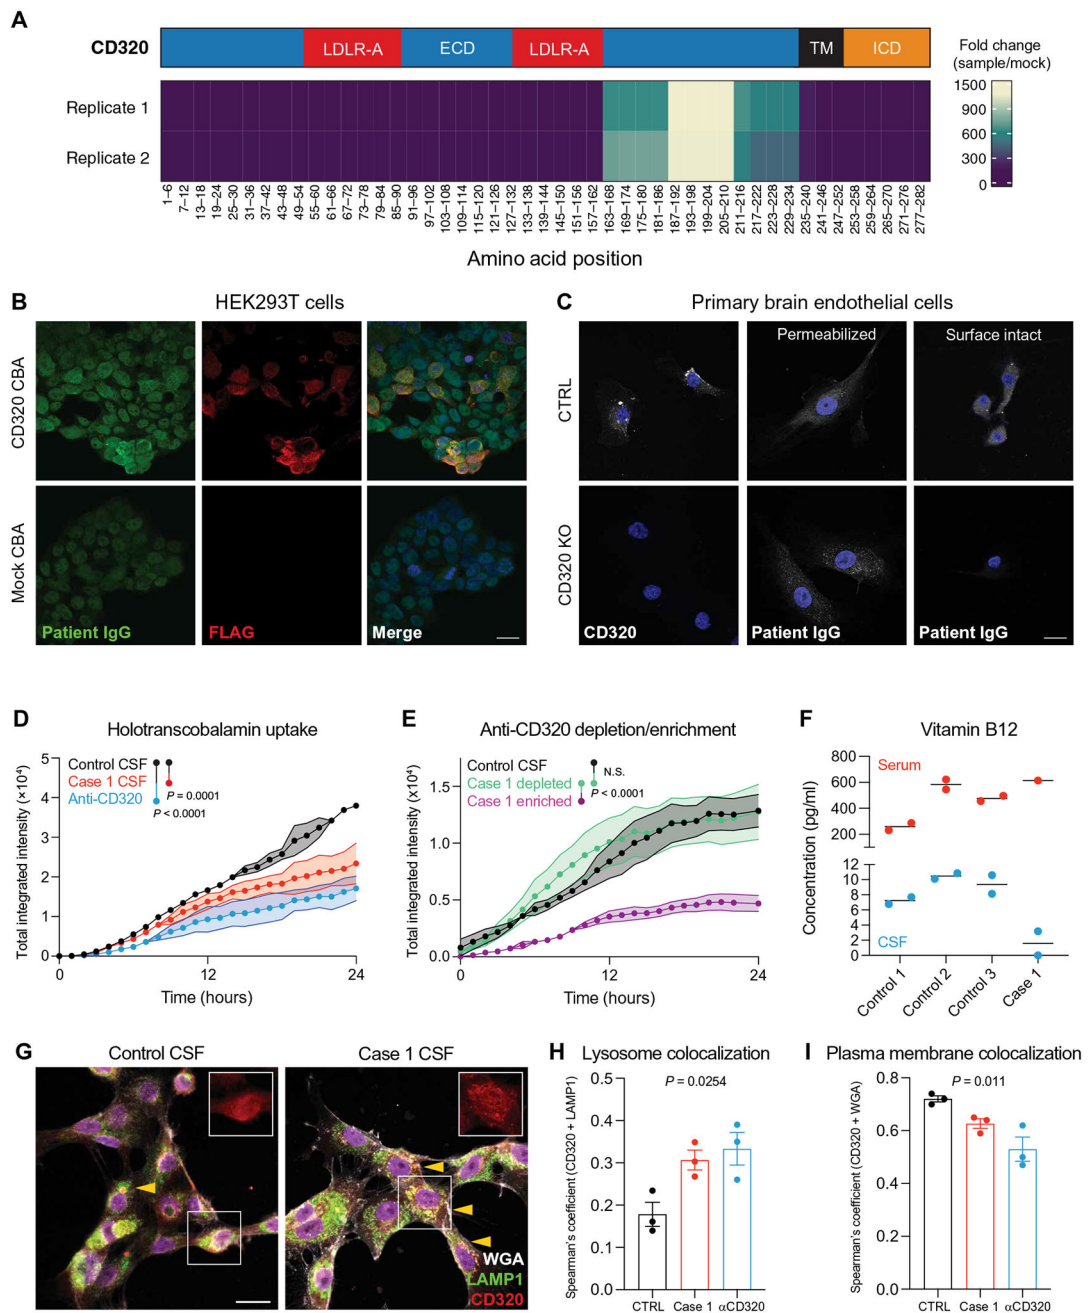 A
CD320
LDLR-A
ECD
LDLR-A
TM
ICD
Fold change
(sample/mock)
Replicate 1
Replicate 2
1500
900
600
300
0
1–6
7–12
13–18
19–24
25–30
31–36
37–42
43–48
49–54
55–60
61–66
67–72
73–78
79–84
85–90
91–96
97–102
103–108
109–114
115–120
121–126
127–132
133–138
139–144
145–150
151–156
157–162
163–168
169–174
175–180
181–186
187–192
193–198
199–204
205–210
211–216
217–222
223–228
229–234
235–240
241–246
247–252
253–258
259–264
265–270
271–276
277–282
Amino acid position
B
HEK293T cells
CD320 CBA
Mock CBA
Patient IgG
FLAG
Merge
C
Primary brain endothelial cells
Permeabilized
Surface intact
CTRL
CD320 KO
CD320
Patient IgG
Patient IgG
D
Holotranscobalamin uptake
Control CSF
Case 1 CSF
Anti-CD320
P = 0.0001
P < 0.0001
Total integrated intensity (×10⁴)
5
4
3
2
1
0
0
12
24
Time (hours)
E
Anti-CD320 depletion/enrichment
Control CSF
Case 1 depleted
Case 1 enriched
N.S.
P < 0.0001
Total integrated intensity (x10⁴)
1.5
1.0
0.5
0.0
0
12
24
Time (hours)
F
Vitamin B12
Serum
CSF
Concentration (pg/ml)
800
600
400
200
12
10
8
6
4
2
0
Control 1
Control 2
Control 3
Case 1
G
Control CSF
Case 1 CSF
WGA
LAMP1
CD320
H
Lysosome colocalization
P = 0.0254
Spearman's coefficient (CD320 + LAMP1)
0.5
0.4
0.3
0.2
0.1
0.0
CTRL
Case 1
αCD320
I
Plasma membrane colocalization
P = 0.011
Spearman's coefficient (CD320 + WGA)
0.8
0.6
0.4
0.2
0.0
CTRL
Case 1
αCD320